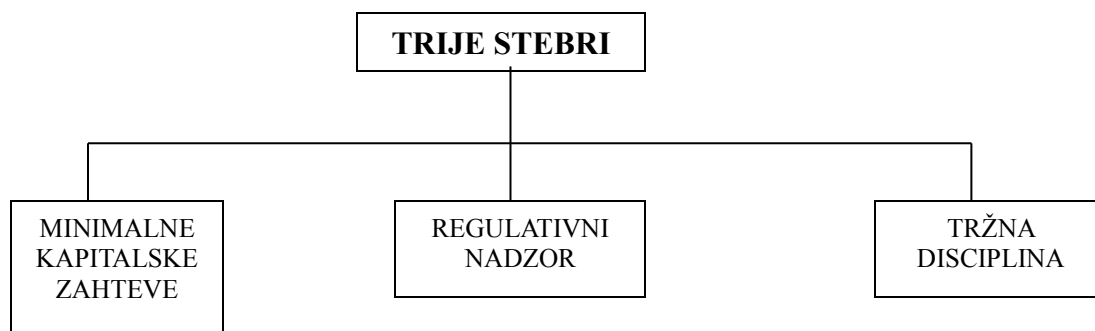 TRIJE STEBRI
MINIMALNE
KAPITALSKE
ZAHTEVE
REGULATIVNI
NADZOR
TRŽNA
DISCIPLINA